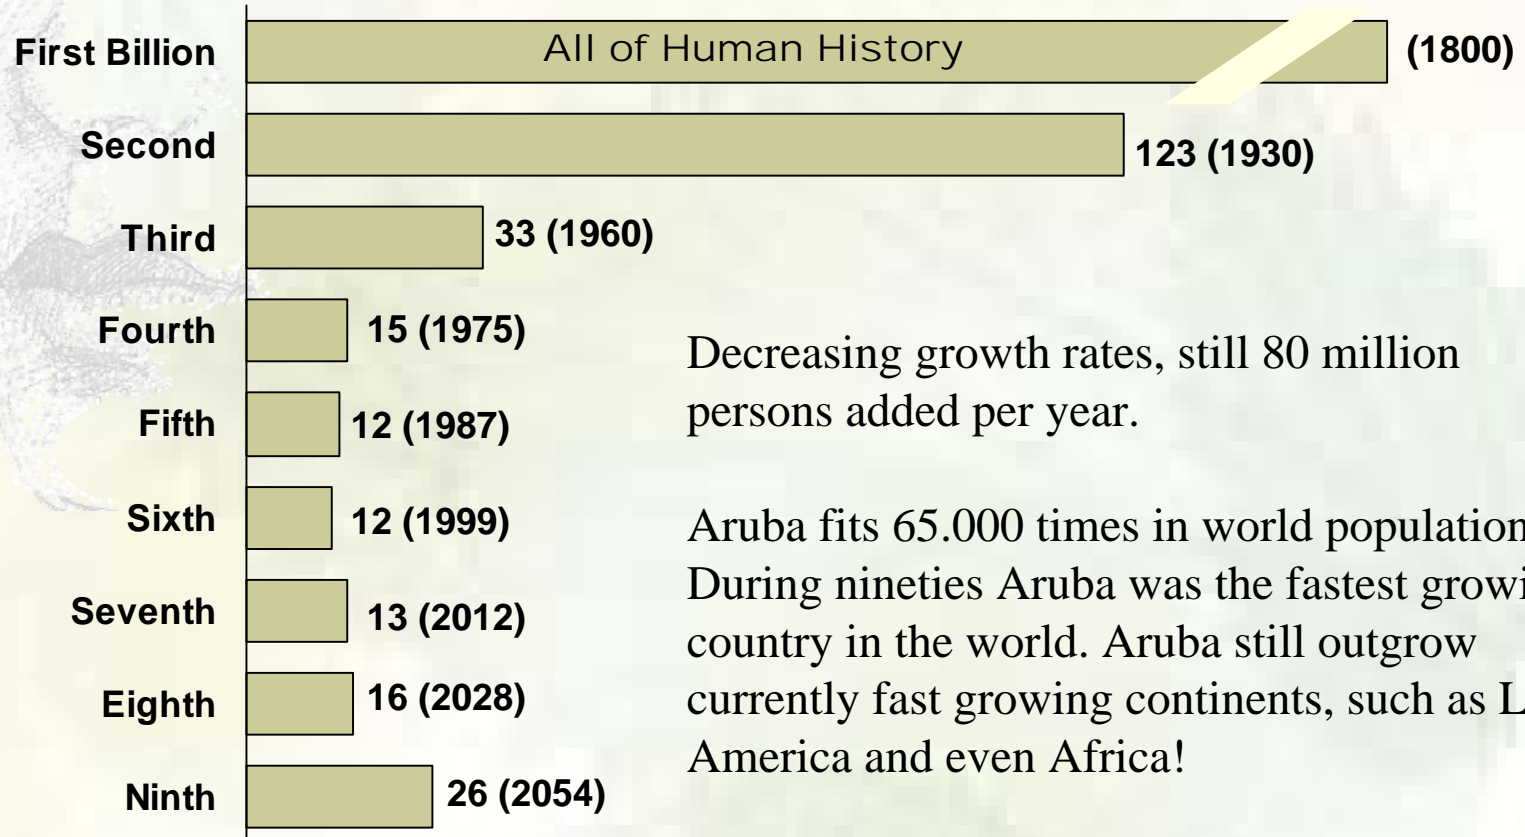 First Billion All of Human History (1800)
Second 123 (1930)
Third 33 (1960)
Fourth 15 (1975)
Fifth 12 (1987)
Sixth 12 (1999)
Seventh 13 (2012)
Eighth 16 (2028)
Ninth 26 (2054)
Decreasing growth rates, still 80 million
persons added per year.
Aruba fits 65.000 times in world population
During nineties Aruba was the fastest
country in the world. Aruba still outgrow
currently fast growing continents, such as
America and even Africa!